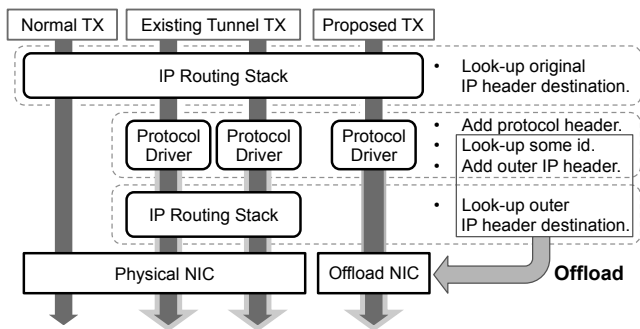 Normal TX
Existing Tunnel TX
Proposed TX
IP Routing Stack
• Look-up original
IP header destination.
Protocol
Driver
Protocol
Driver
Protocol
Driver
• Add protocol header.
• Look-up some id.
• Add outer IP header.
IP Routing Stack
• Look-up outer
IP header destination.
Physical NIC
Offload NIC
Offload